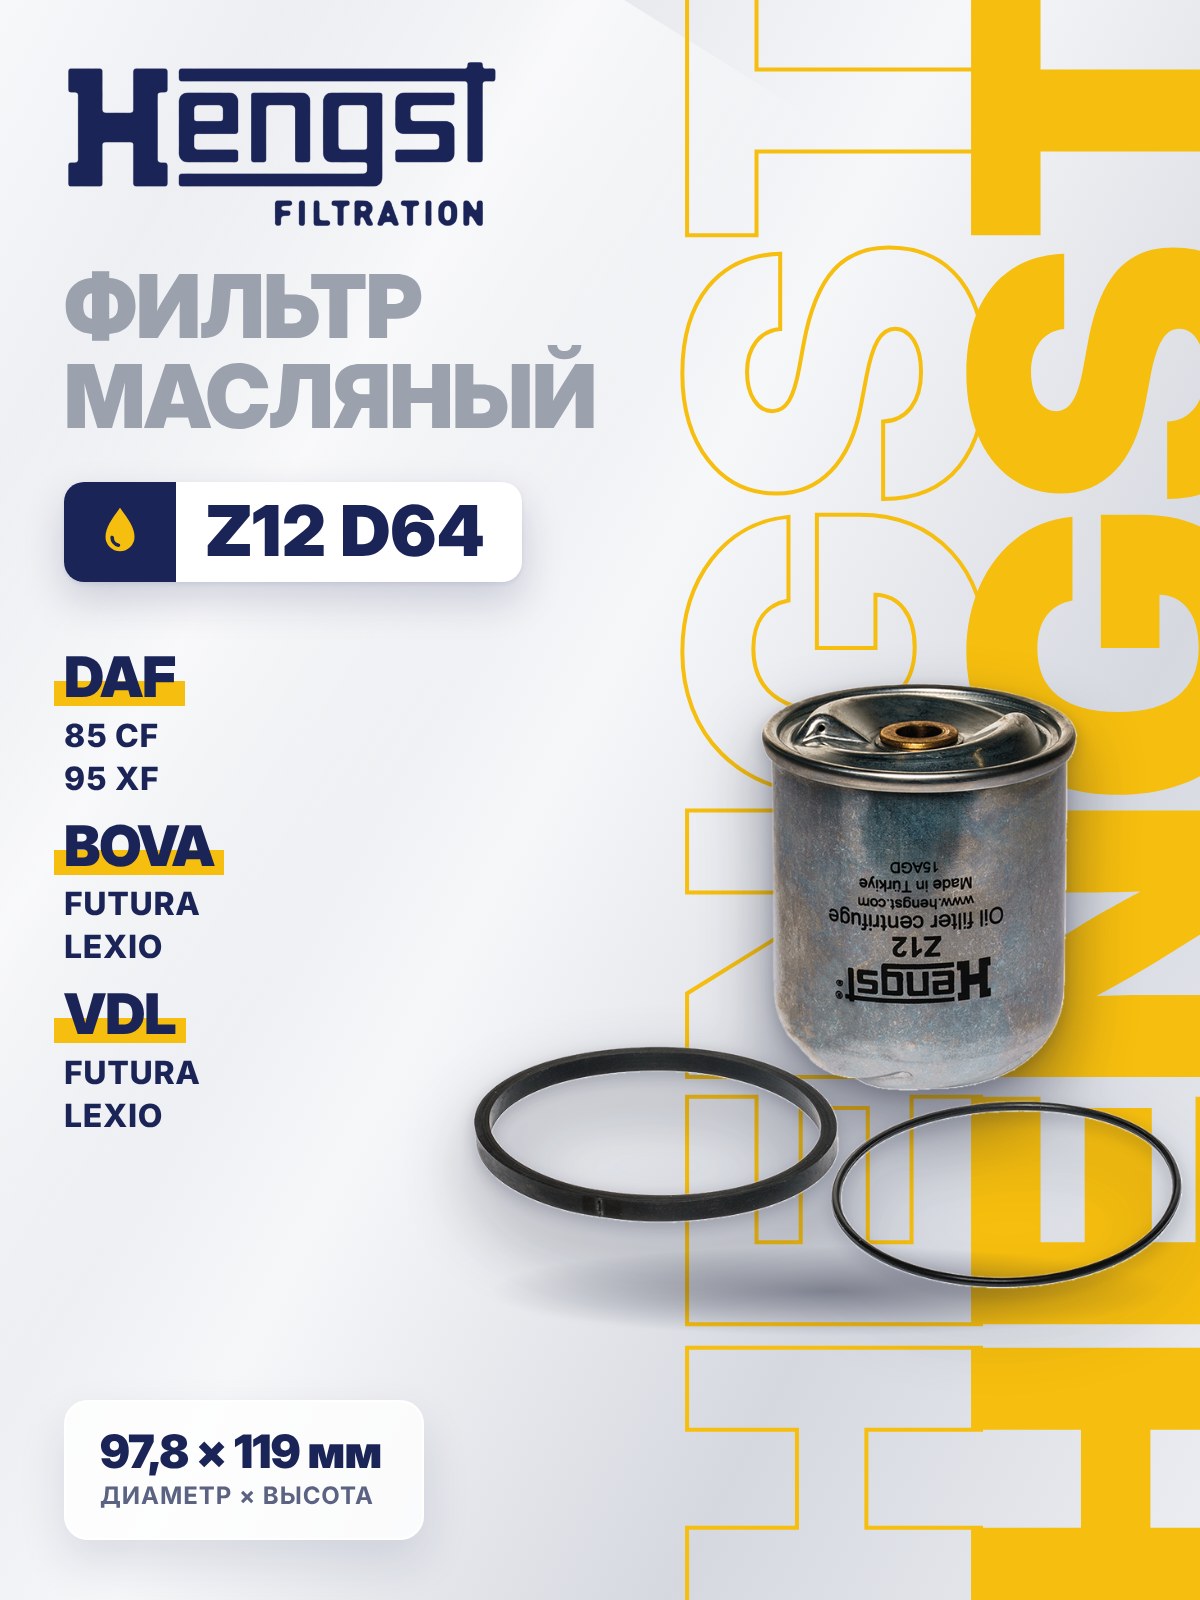 Hengst
FILTRATION
ФИЛЬТР
МАСЛЯНЫЙ
Z12 D64
DAF
85 CF
95 XF
BOVA
FUTURA
LEXIO
VDL
FUTURA
LEXIO
97,8 × 119 мм
ДИАМЕТР × ВЫСОТА
HENGST
HENGST
Hengst
Z12
Oil filter centrifuge
www.hengst.com
Made in Türkiye
15AGD